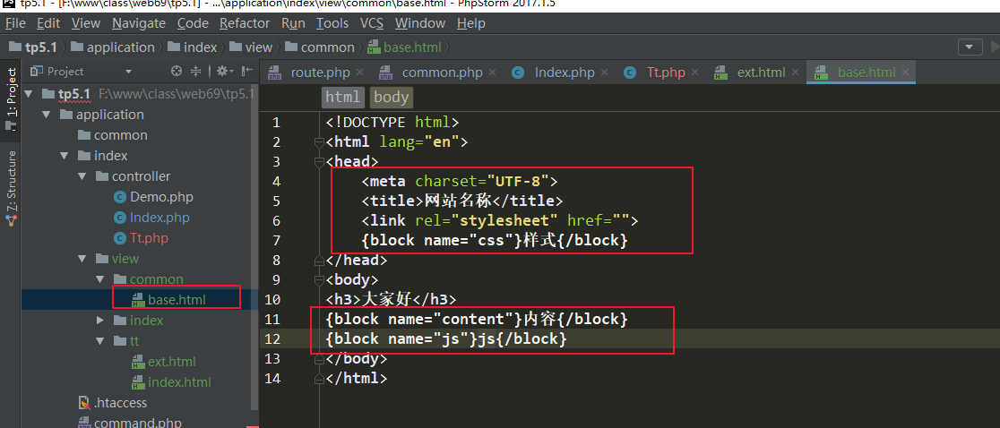 tp5.1 - [F:\www\class\web69\tp5.1] - ...\application\index\view\common\base.html - PhpStorm 2017.1.5
File Edit View Navigate Code Refactor Run Tools VCS Window Help
tp5.1 application index view common base.html
Project
route.php common.php Index.php Tt.php ext.html base.html
1: Project
7: Structure
tp5.1 F:\www\class\web69\tp5.1
application
common
index
controller
Demo.php
Index.php
Tt.php
view
common
base.html
index
tt
ext.html
index.html
.htaccess
command.php
html body
1 <!DOCTYPE html>
2 <html lang="en">
3 <head>
4 <meta charset="UTF-8">
5 <title>网站名称</title>
6 <link rel="stylesheet" href="">
7 {block name="css"}样式{/block}
8 </head>
9 <body>
10 <h3>大家好</h3>
11 {block name="content"}内容{/block}
12 {block name="js"}js{/block}
13 </body>
14 </html>